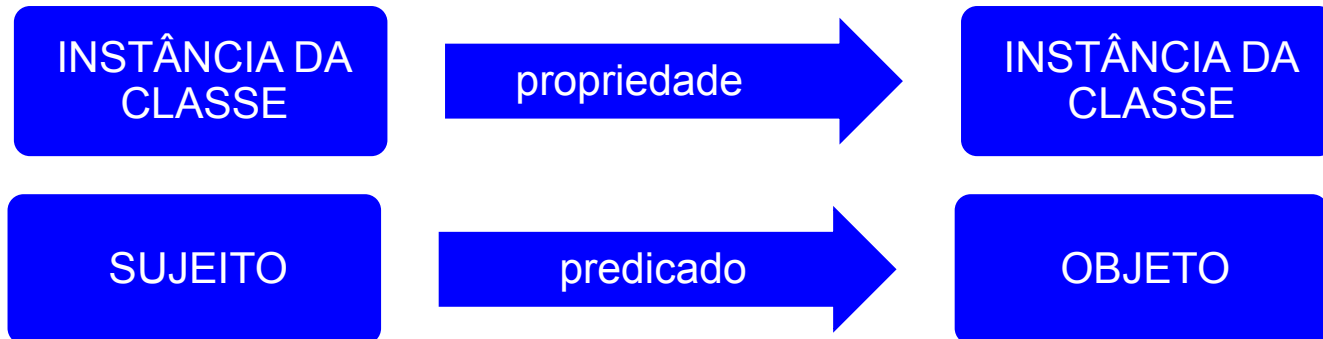 INSTÂNCIA DA
CLASSE
propriedade
INSTÂNCIA DA
CLASSE
SUJEITO
predicado
OBJETO